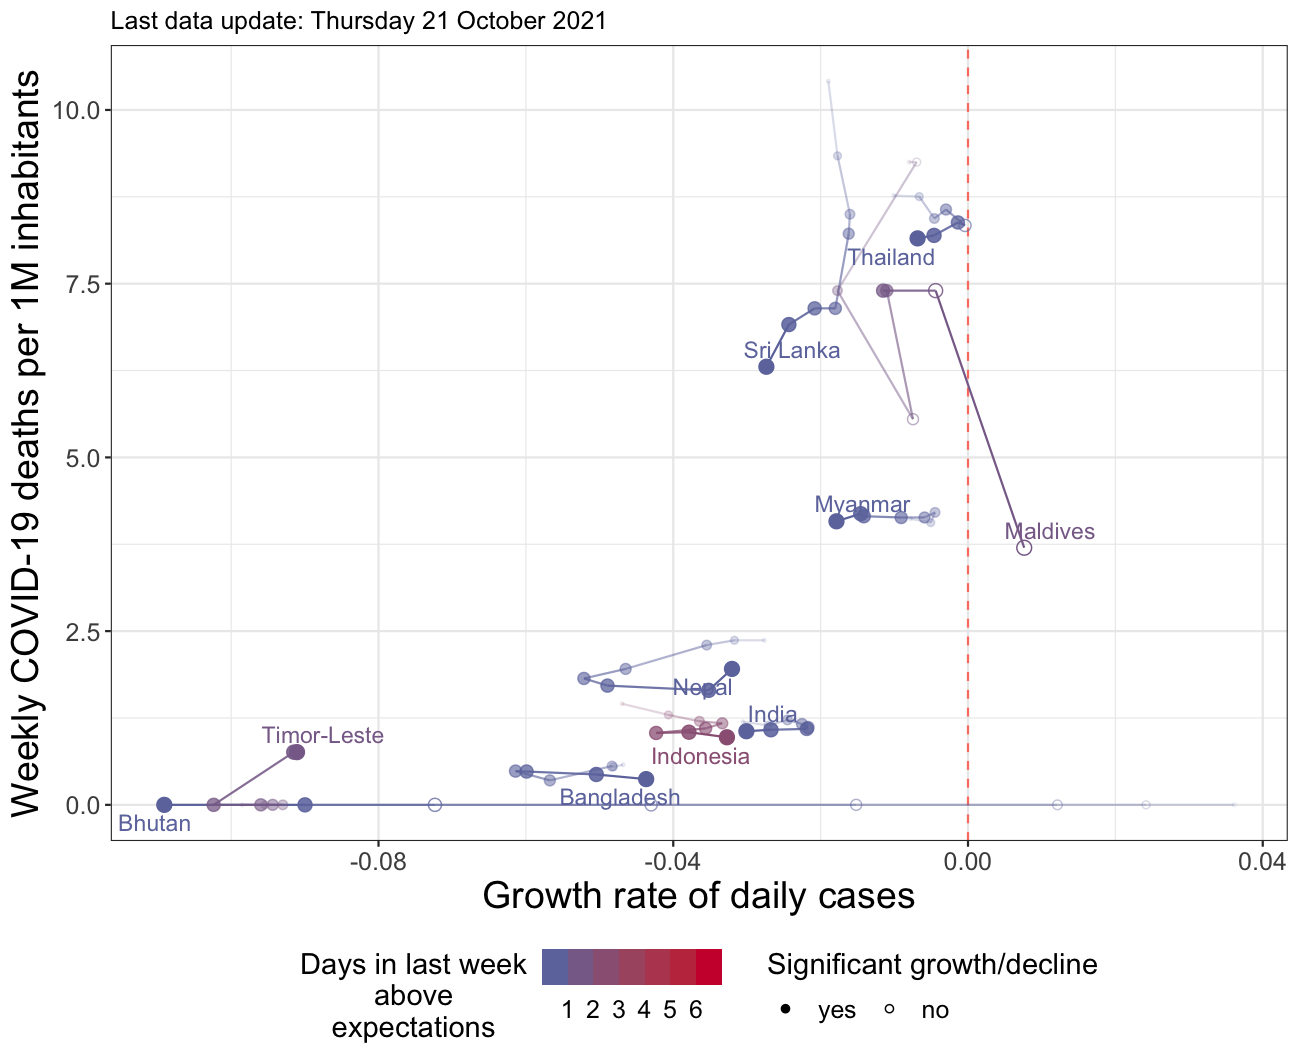 Last data update: Thursday 21 October 2021
Weekly COVID-19 deaths per 1M inhabitants
10.0
7.5
5.0
2.5
0.0
Thailand
Sri Lanka
Myanmar
Maldives
Nepal
India
Timor-Leste
Indonesia
Bangladesh
Bhutan
-0.08 -0.04 0.00 0.04
Growth rate of daily cases
Days in last week
above
expectations
1 2 3 4 5 6
Significant growth/decline
yes no